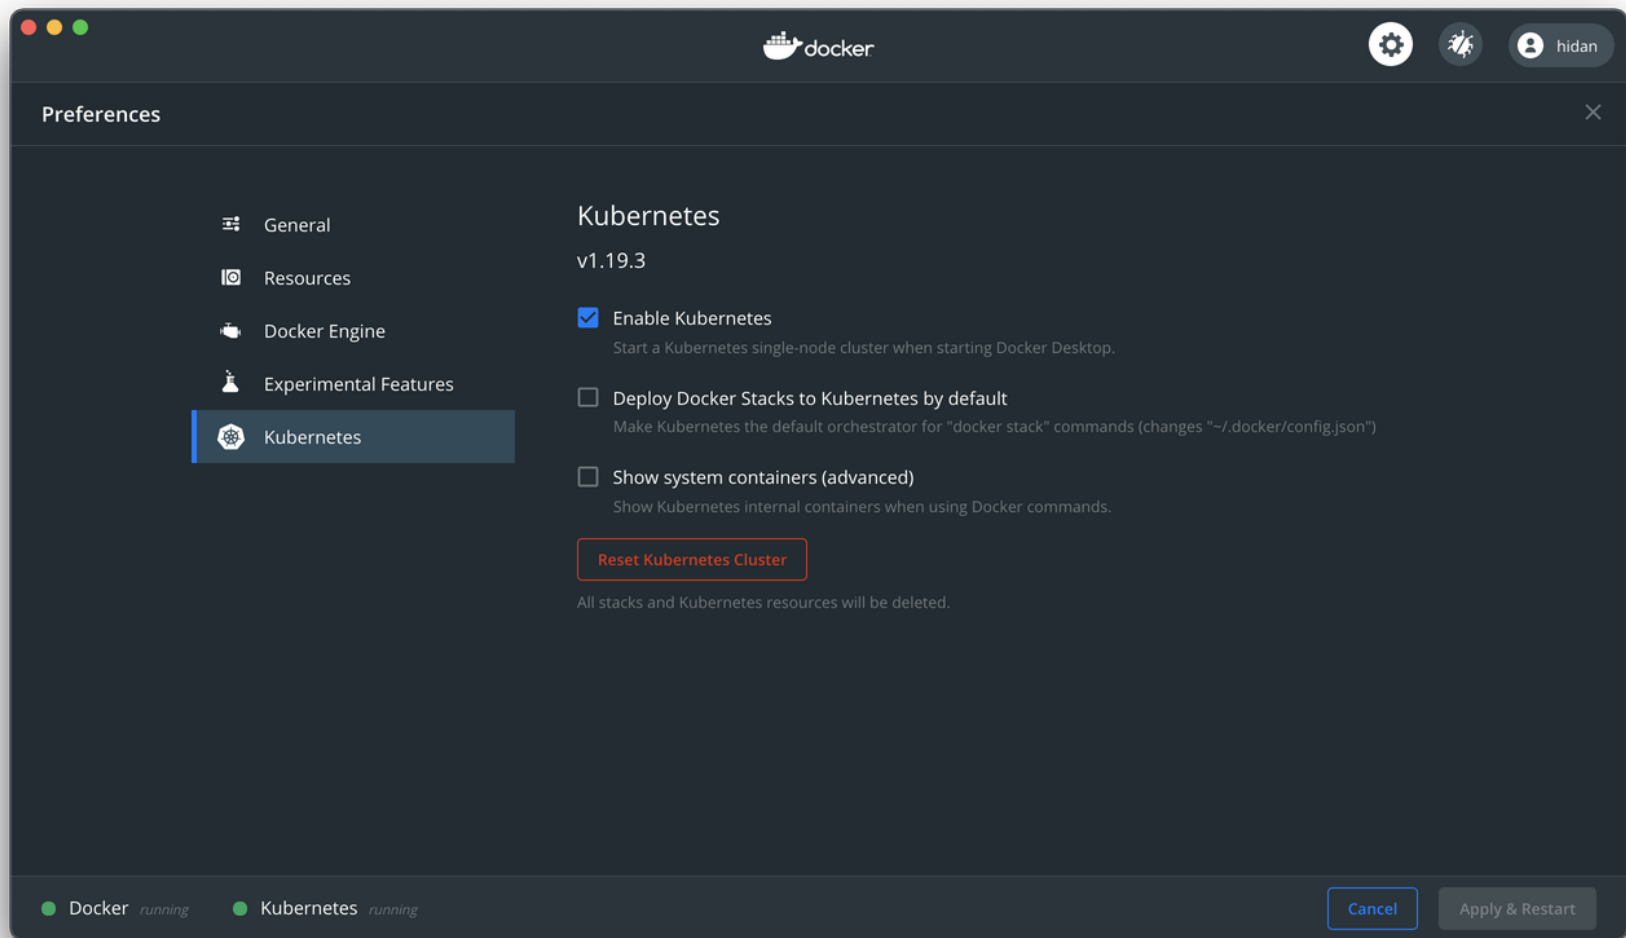 docker
hidan
Preferences
General
Resources
Docker Engine
Experimental Features
Kubernetes
Kubernetes
v1.19.3
Enable Kubernetes
Start a Kubernetes single-node cluster when starting Docker Desktop.
Deploy Docker Stacks to Kubernetes by default
Make Kubernetes the default orchestrator for "docker stack" commands (changes "~/.docker/config.json")
Show system containers (advanced)
Show Kubernetes internal containers when using Docker commands.
Reset Kubernetes Cluster
All stacks and Kubernetes resources will be deleted.
Docker running Kubernetes running Cancel Apply & Restart